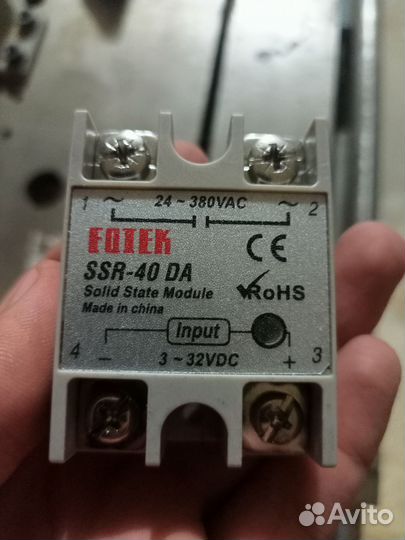 1 ~ 24 ~ 380VAC ~ 2
FOTEK CE
SSR-40 DA
Solid State Module RoHS
Made in china
Input
4 − 3 ~ 32VDC + 3
Avito